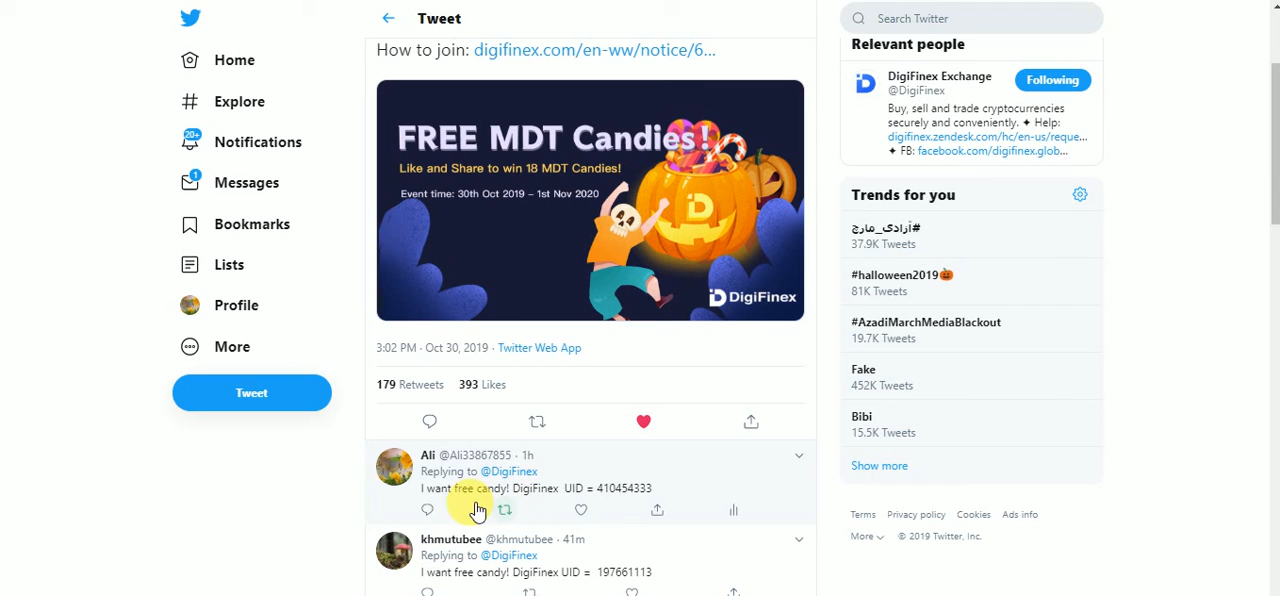 Tweet
Search Twitter
Home
Explore
20+
Notifications
1
Messages
Bookmarks
Lists
Profile
More
Tweet
How to join: digifinex.com/en-ww/notice/6...
FREE MDT Candies!
Like and Share to win 18 MDT Candies!
Event time: 30th Oct 2019 – 1st Nov 2020
DigiFinex
3:02 PM · Oct 30, 2019 · Twitter Web App
179 Retweets 393 Likes
Ali @Ali33867855 · 1h
Replying to @DigiFinex
I want free candy! DigiFinex UID = 410454333
khmutubee @khmutubee · 41m
Replying to @DigiFinex
I want free candy! DigiFinex UID = 197661113
Relevant people
DigiFinex Exchange
@DigiFinex
Following
Buy, sell and trade cryptocurrencies
securely and conveniently. ✦ Help:
digifinex.zendesk.com/hc/en-us/reque...
✦ FB: facebook.com/digifinex.glob...
Trends for you
#آزادی_مارچ
37.9K Tweets
#halloween2019🎃
81K Tweets
#AzadiMarchMediaBlackout
19.7K Tweets
Fake
452K Tweets
Bibi
15.5K Tweets
Show more
Terms Privacy policy Cookies Ads info
More © 2019 Twitter, Inc.